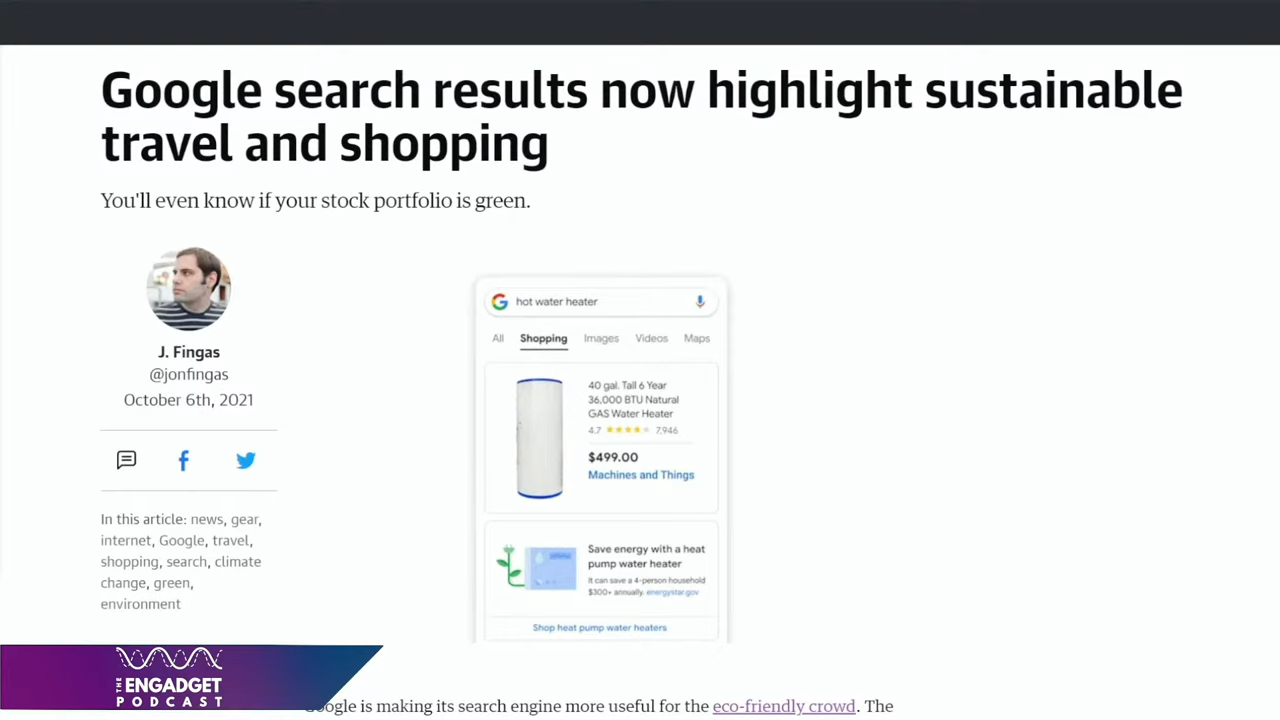 Google search results now highlight sustainable
travel and shopping
You'll even know if your stock portfolio is green.
J. Fingas
@jonfingas
October 6th, 2021
In this article: news, gear,
internet, Google, travel,
shopping, search, climate
change, green,
environment
hot water heater
All Shopping Images Videos Maps
40 gal. Tall 6 Year
36,000 BTU Natural
GAS Water Heater
4.7 7,946
$499.00
Machines and Things
Save energy with a heat
pump water heater
It can save a 4-person household
$300+ annually. energystar.gov
Shop heat pump water heaters
THE
ENGADGET
PODCAST
Google is making its search engine more useful for the eco-friendly crowd. The